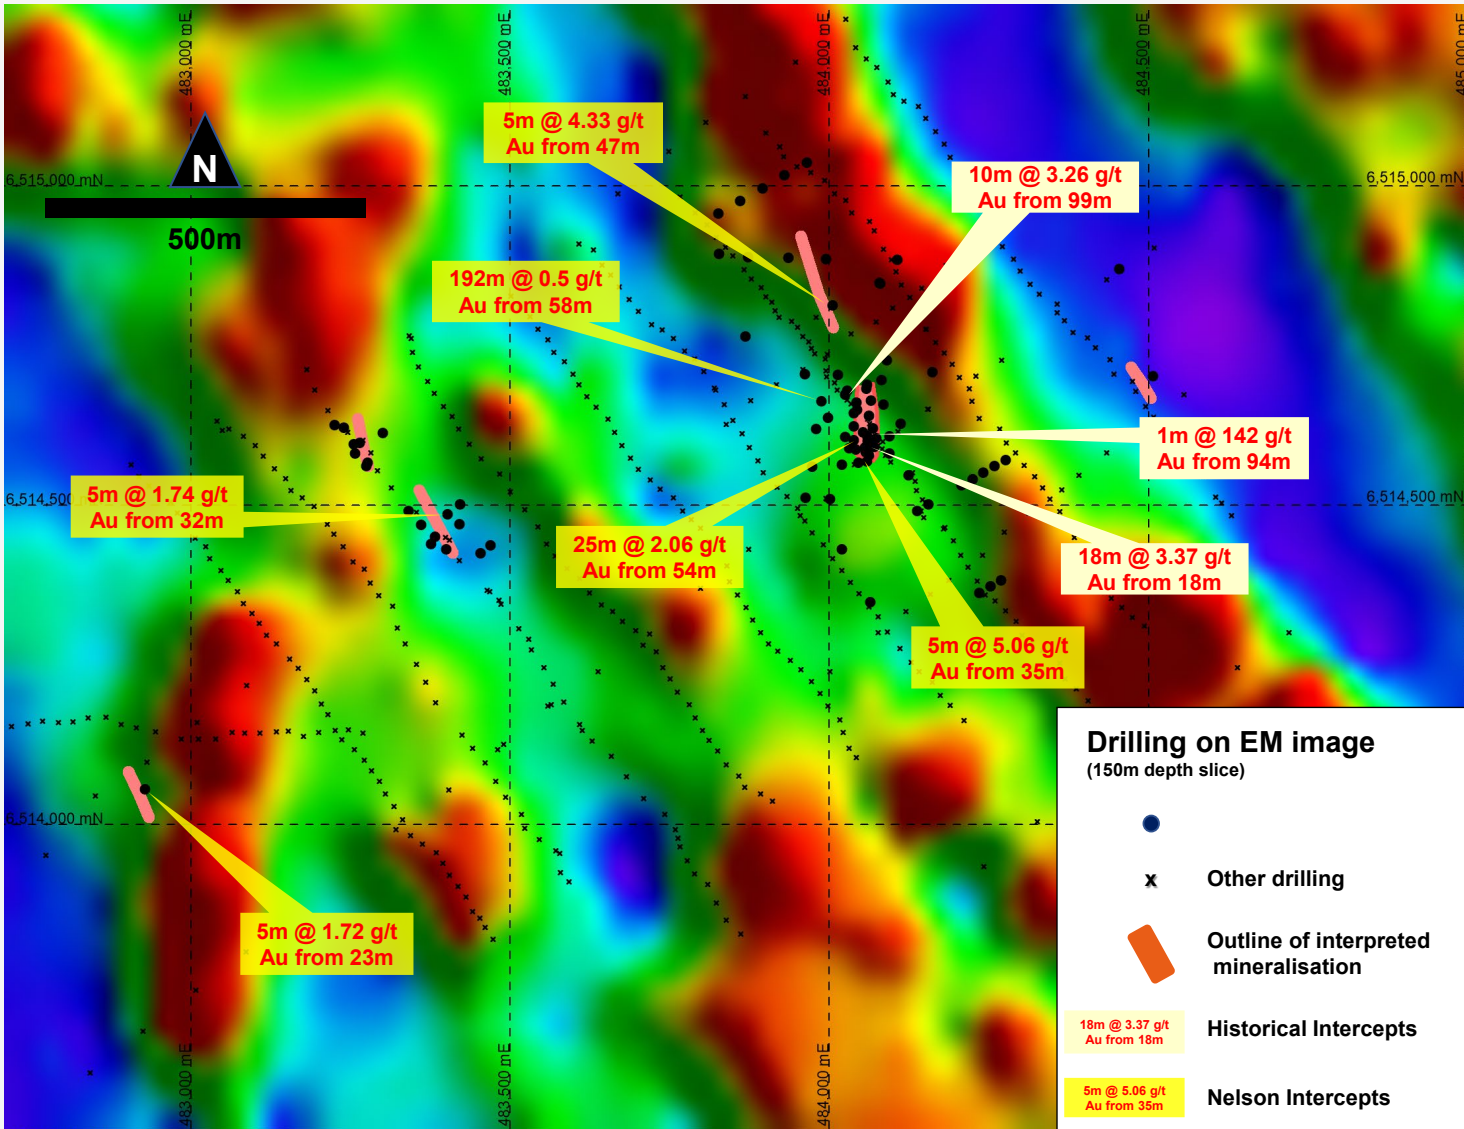 483,000 mE
483,500 mE
484,000 mE
484,500 mE
485,000 mE
5m @ 4.33 g/t
Au from 47m
N
10m @ 3.26 g/t
Au from 99m
6,515,000 mN
6,515,000 mN
500m
192m @ 0.5 g/t
Au from 58m
1m @ 142 g/t
Au from 94m
5m @ 1.74 g/t
Au from 32m
6,514,500 mN
6,514,500 mN
25m @ 2.06 g/t
Au from 54m
18m @ 3.37 g/t
Au from 18m
5m @ 5.06 g/t
Au from 35m
6,514,000 mN
5m @ 1.72 g/t
Au from 23m
483,000 mE
483,500 mE
484,000 mE
Drilling on EM image
(150m depth slice)
x
Other drilling
Outline of interpreted
mineralisation
18m @ 3.37 g/t
Au from 18m
Historical Intercepts
5m @ 5.06 g/t
Au from 35m
Nelson Intercepts